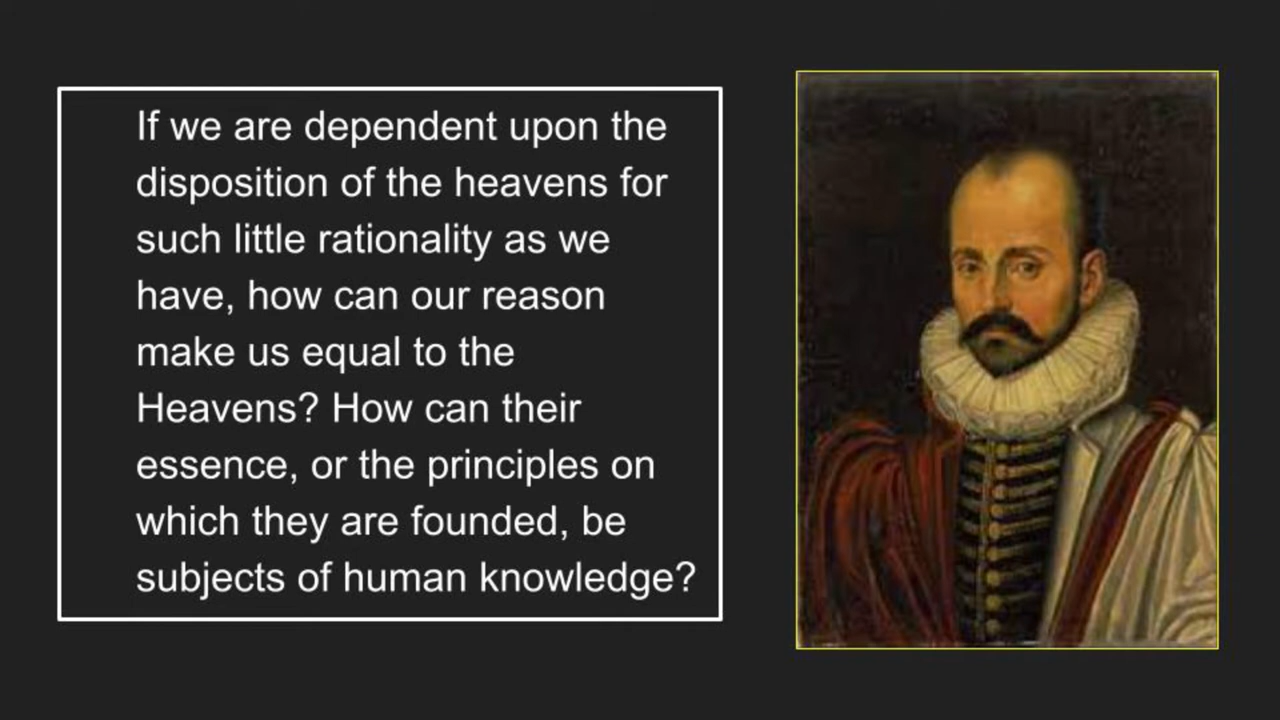 If we are dependent upon the
disposition of the heavens for
such little rationality as we
have, how can our reason
make us equal to the
Heavens? How can their
essence, or the principles on
which they are founded, be
subjects of human knowledge?